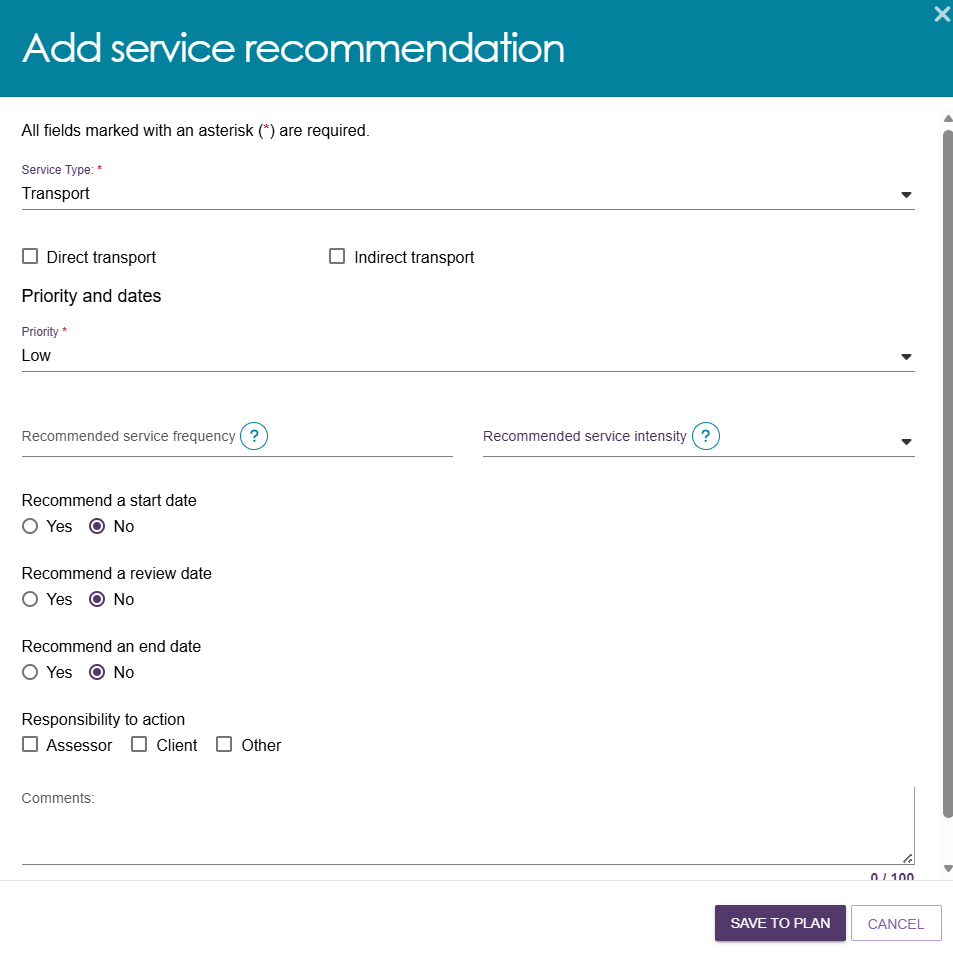 Add service recommendation
All fields marked with an asterisk (*) are required.
Service Type: *
Transport
Direct transport Indirect transport
Priority and dates
Priority *
Low
Recommended service frequency ? Recommended service intensity ?
Recommend a start date
Yes No
Recommend a review date
Yes No
Recommend an end date
Yes No
Responsibility to action
Assessor Client Other
Comments:
0 / 100
SAVE TO PLAN CANCEL